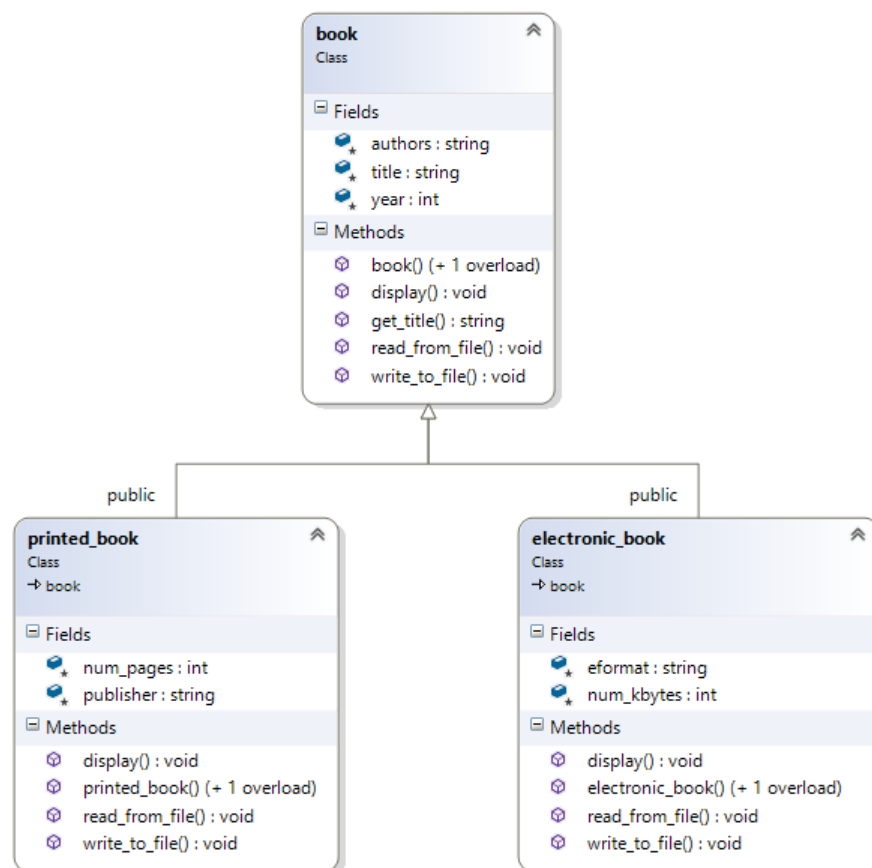 book
Class
Fields
authors : string
title : string
year : int
Methods
book() (+ 1 overload)
display() : void
get_title() : string
read_from_file() : void
write_to_file() : void
public
public
printed_book
Class
book
Fields
num_pages : int
publisher : string
Methods
display() : void
printed_book() (+ 1 overload)
read_from_file() : void
write_to_file() : void
electronic_book
Class
book
Fields
eformat : string
num_kbytes : int
Methods
display() : void
electronic_book() (+ 1 overload)
read_from_file() : void
write_to_file() : void